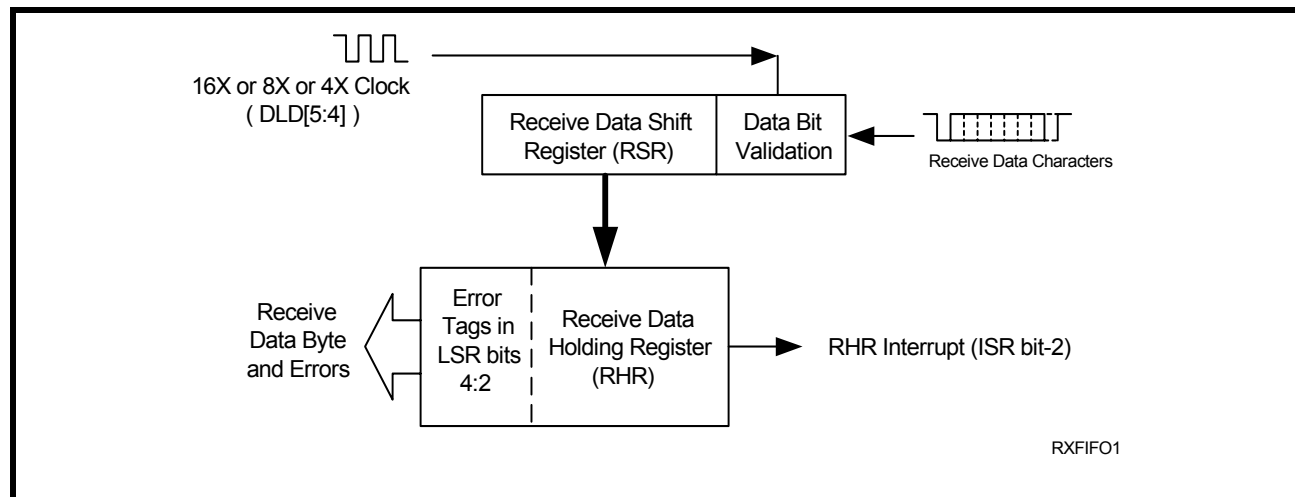 16X or 8X or 4X Clock
( DLD[5:4] )
Receive Data Shift
Register (RSR)
Data Bit
Validation
Receive Data Characters
Receive
Data Byte
and Errors
Error
Tags in
LSR bits
4:2
Receive Data
Holding Register
(RHR)
RHR Interrupt (ISR bit-2)
RXFIFO1